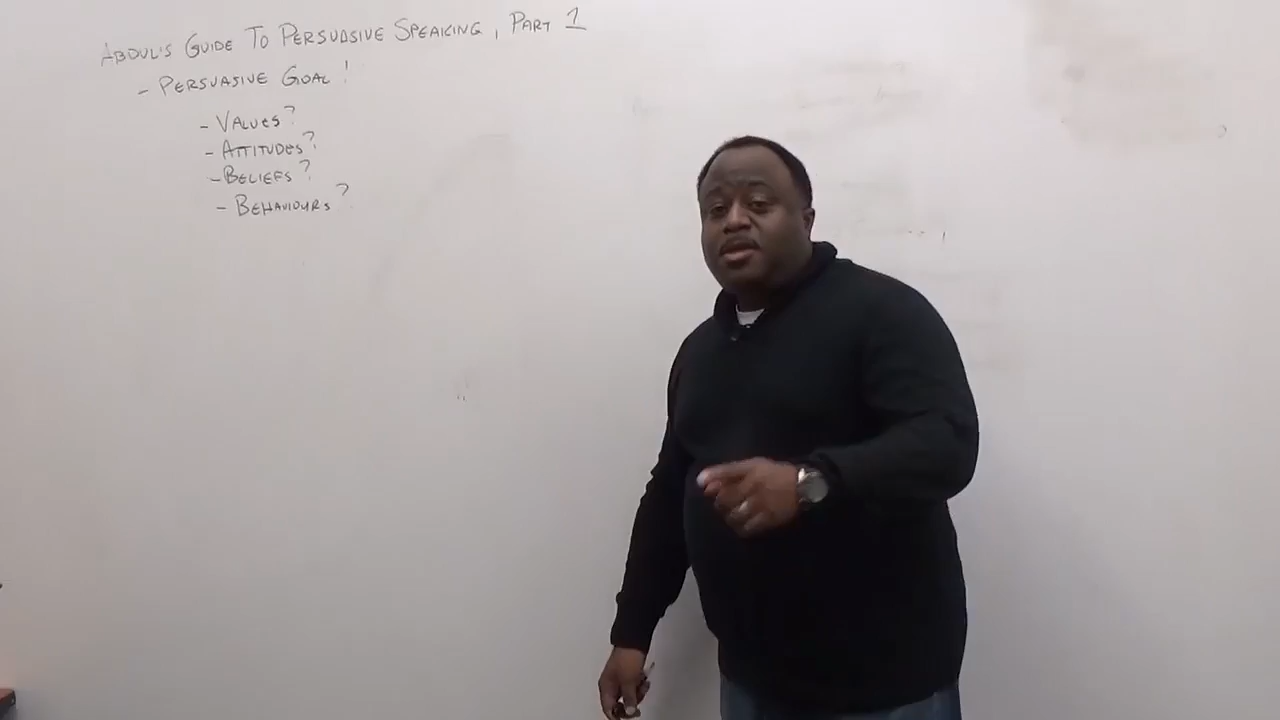 ABDUL'S GUIDE TO PERSUASIVE SPEAKING, PART 1
- PERSUASIVE GOAL!
- VALUES?
- ATTITUDES?
- BELIEFS?
- BEHAVIOURS?